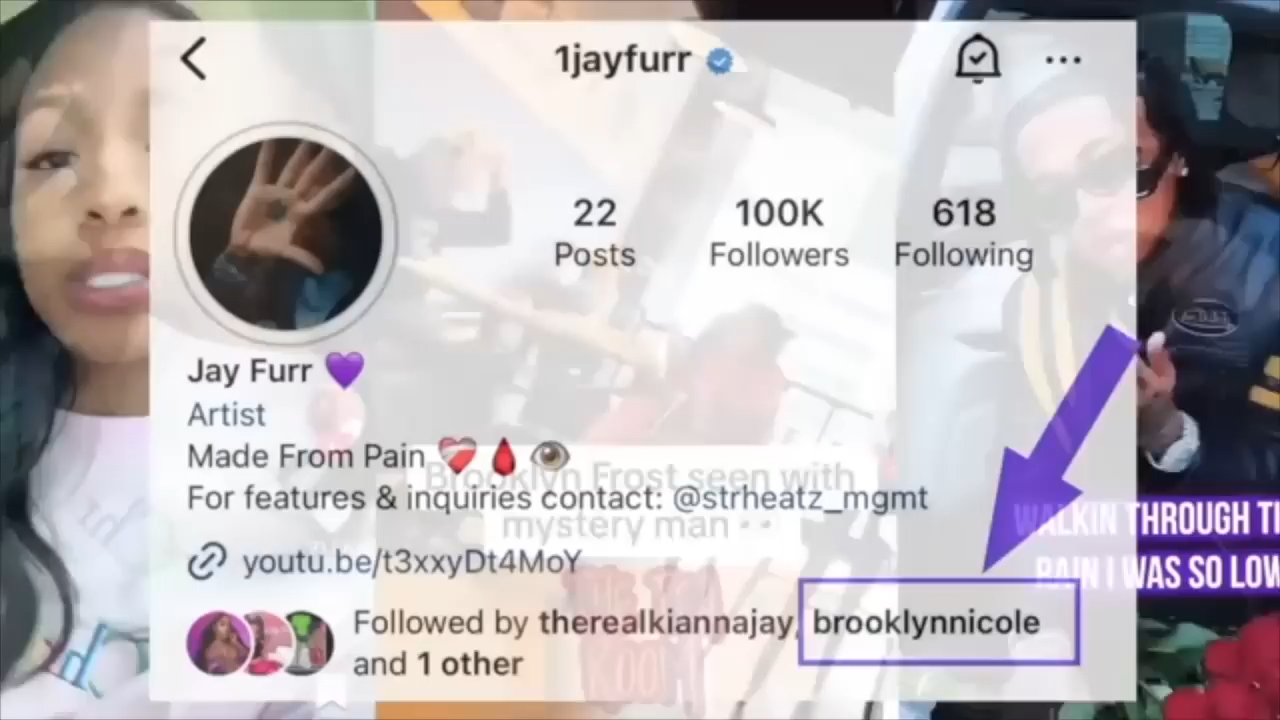 1jayfurr
22 100K 618
Posts Followers Following
Jay Furr 💜
Artist
Made From Pain ❤️‍🩹 🩸 👁️
Brooklyn Frost seen with
For features & inquiries contact: @strheatz_mgmt
mystery man
youtu.be/t3xxyDt4MoY
Followed by therealkiannajay, brooklynnicole
and 1 other
WALKIN THROUGH
RAIN I WAS SO LOW